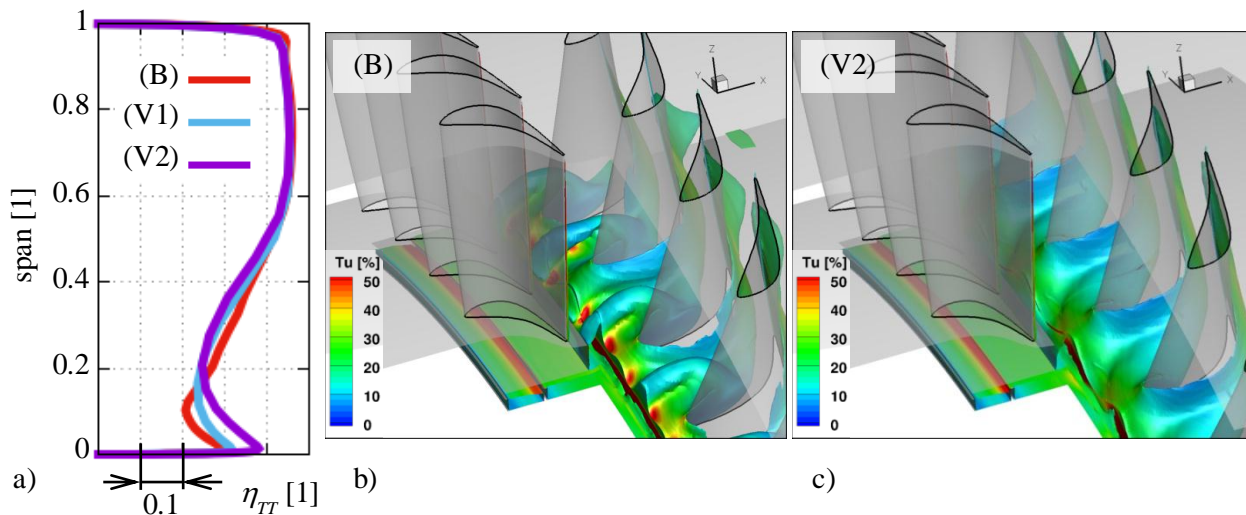 1
0.8
0.6
0.4
0.2
0
span [1]
(B)
(V1)
(V2)
0.1
η_TT [1]
a)
(B)
Z
Y
X
Tu [%]
50
40
30
20
10
0
b)
(V2)
Z
Y
X
Tu [%]
50
40
30
20
10
0
c)